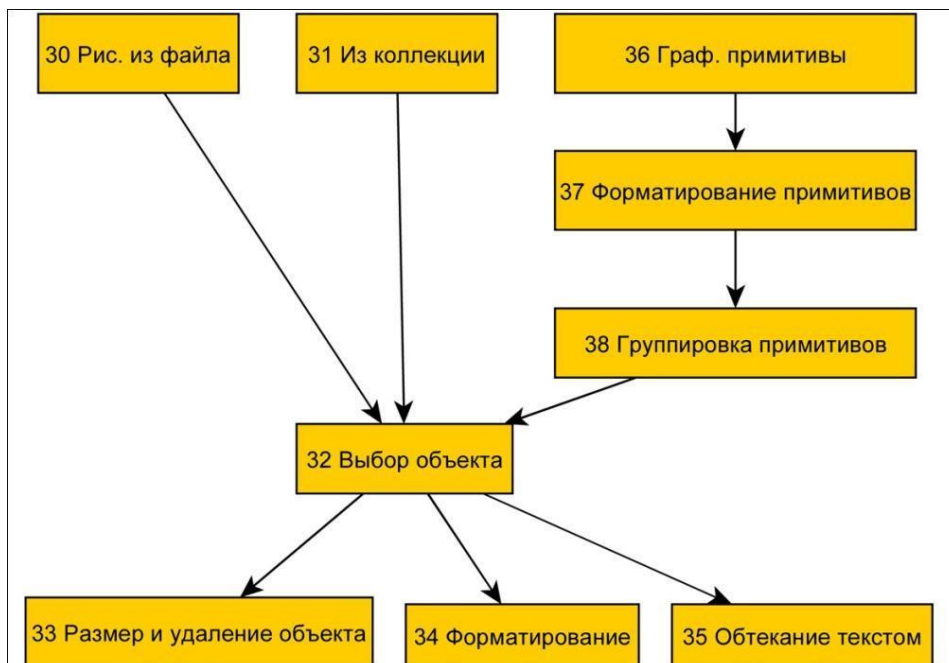 30 Рис. из файла
31 Из коллекции
36 Граф. примитивы
37 Форматирование примитивов
38 Группировка примитивов
32 Выбор объекта
33 Размер и удаление объекта
34 Форматирование
35 Обтекание текстом